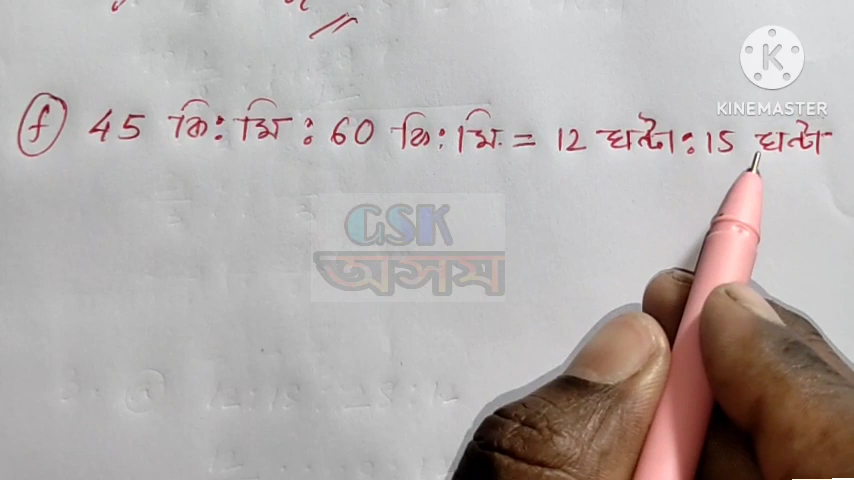 KINEMASTER
(f) 45 কি: মি : 60 কি: মি. = 12 ঘন্টা : 15 ঘন্টা
GSK
অসম